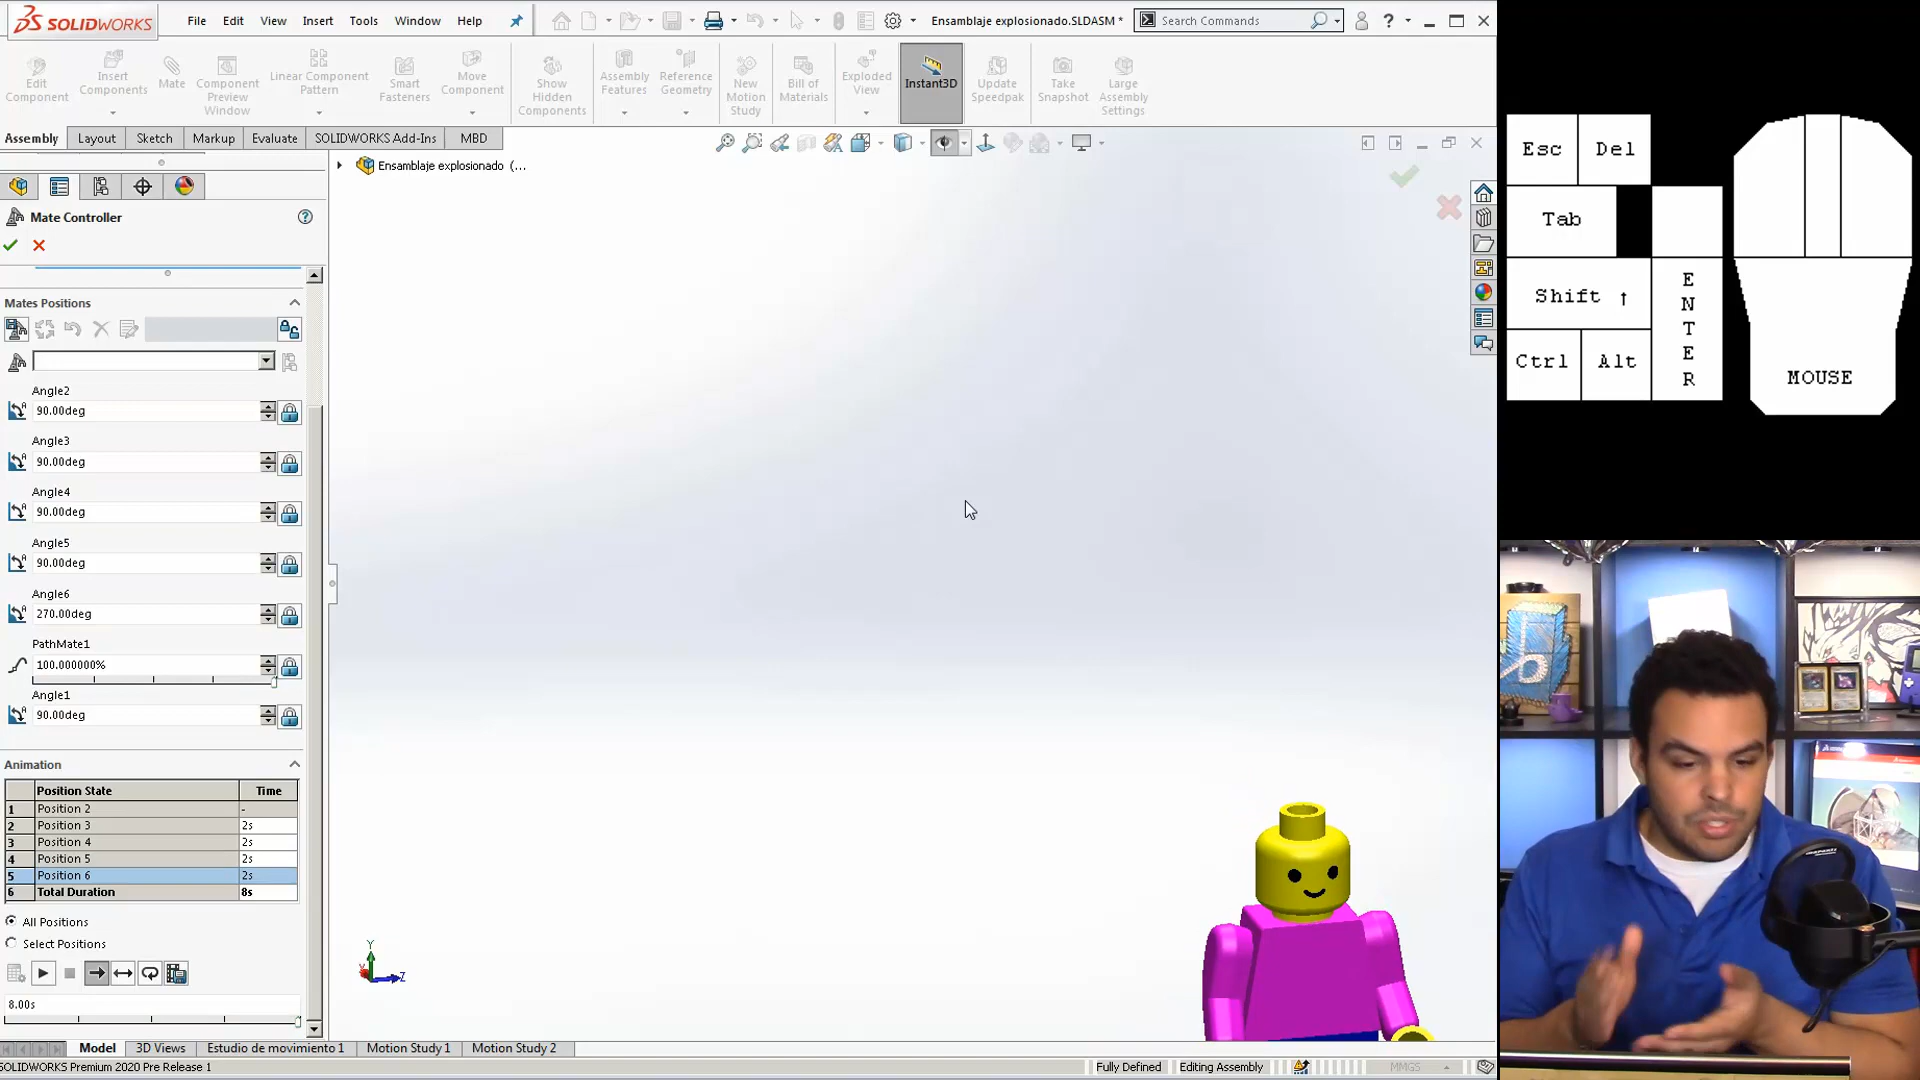 SOLIDWORKS File Edit View Insert Tools Window Help Ensamblaje explosionado.SLDASM * Search Commands ?
Edit Component
Insert Components
Mate
Component Preview Window
Linear Component Pattern
Smart Fasteners
Move Component
Show Hidden Components
Assembly Features
Reference Geometry
New Motion Study
Bill of Materials
Exploded View
Instant3D
Update Speedpak
Take Snapshot
Large Assembly Settings
Assembly Layout Sketch Markup Evaluate SOLIDWORKS Add-Ins MBD
Ensamblaje explosionado (...
Mate Controller ?
Mates Positions
Angle2
90.00deg
Angle3
90.00deg
Angle4
90.00deg
Angle5
90.00deg
Angle6
270.00deg
PathMate1
100.000000%
Angle1
90.00deg
Animation
Position State Time
1 Position 2 -
2 Position 3 2s
3 Position 4 2s
4 Position 5 2s
5 Position 6 2s
6 Total Duration 8s
All Positions
Select Positions
8.00s
Y
Z
Model 3D Views Estudio de movimiento 1 Motion Study 1 Motion Study 2
SOLIDWORKS Premium 2020 Pre Release 1 Fully Defined Editing Assembly MMGS
Esc Del
Tab
Shift ↑
Ctrl Alt
ENTER
MOUSE